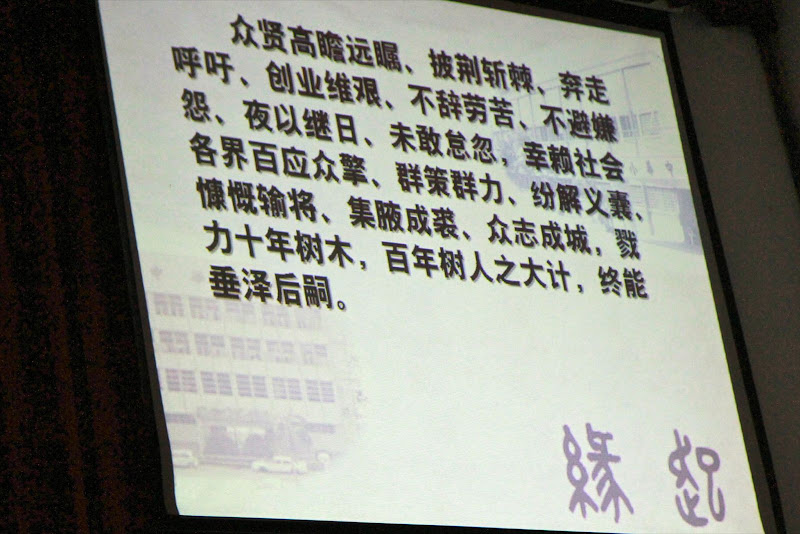 众贤高瞻远瞩、披荆斩棘、奔走
呼吁、创业维艰、不辞劳苦、不避嫌
怨、夜以继日、未敢怠忽，幸赖社会
各界百应众擎、群策群力、纷解义囊、
慷慨输将、集腋成裘、众志成城，戮
力十年树木，百年树人之大计，终能
垂泽后嗣。
緣起